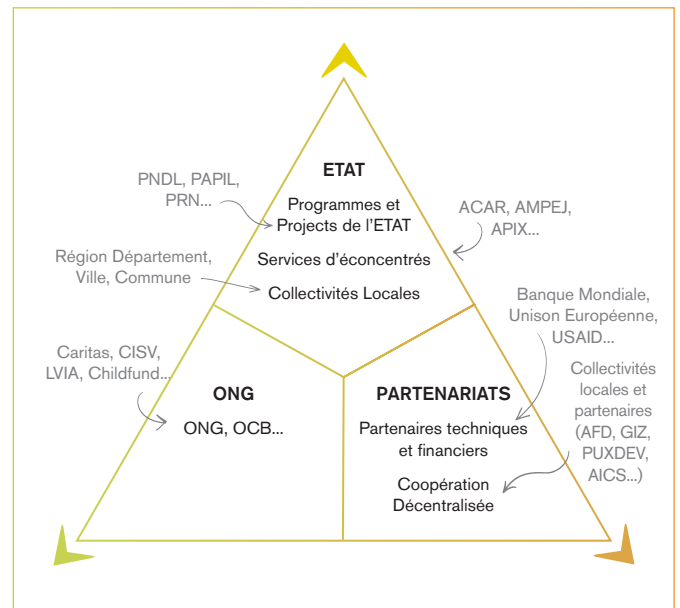 ETAT
PNDL, PAPIL,
PRN...
Programmes et
Projects de l'ETAT
ACAR, AMPEJ,
APIX...
Région Département,
Ville, Commune
Services d'éconcentrés
Collectivités Locales
Banque Mondiale,
Unison Européenne,
USAID...
Caritas, CISV,
LVIA, Childfund...
ONG
ONG, OCB...
PARTENARIATS
Partenaires techniques
et financiers
Coopération
Décentralisée
Collectivités
locales et
partenaires
(AFD, GIZ,
PUXDEV,
AICS...)